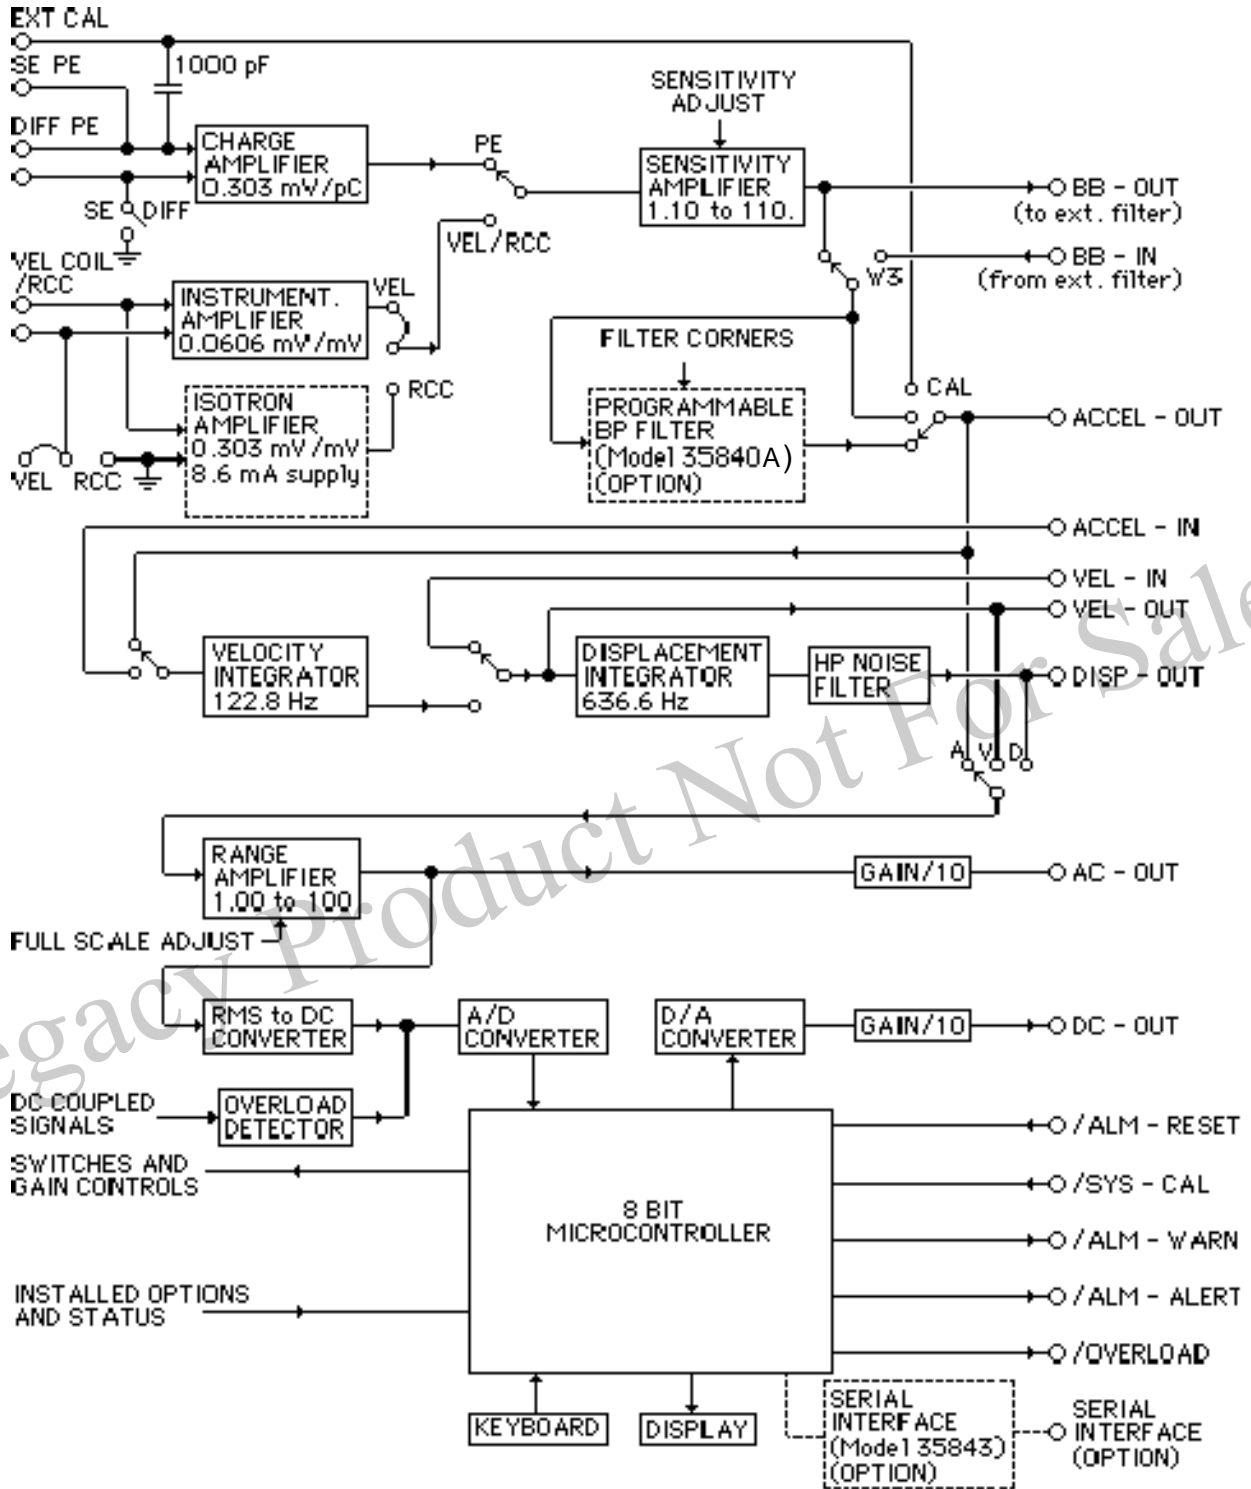 EXT CAL
SE PE
1000 pF
SENSITIVITY
ADJUST
DIFF PE
CHARGE
AMPLIFIER
0.303 mV/pC
PE
SENSITIVITY
AMPLIFIER
1.10 to 110.
BB - OUT
(to ext. filter)
SE
DIFF
VEL/RCC
BB - IN
(from ext. filter)
W3
VEL COIL
/RCC
INSTRUMENT.
AMPLIFIER
0.0606 mV/mV
VEL
FILTER CORNERS
ISOTRON
AMPLIFIER
0.303 mV/mV
8.6 mA supply
RCC
PROGRAMMABLE
BP FILTER
(Model 35840A)
(OPTION)
CAL
ACCEL - OUT
VEL
RCC
ACCEL - IN
VEL - IN
VEL - OUT
VELOCITY
INTEGRATOR
122.8 Hz
DISPLACEMENT
INTEGRATOR
636.6 Hz
HP NOISE
FILTER
DISP - OUT
A V D
RANGE
AMPLIFIER
1.00 to 100
GAIN/10
AC - OUT
FULL SCALE ADJUST
RMS to DC
CONVERTER
A/D
CONVERTER
D/A
CONVERTER
GAIN/10
DC - OUT
DC COUPLED
SIGNALS
OVERLOAD
DETECTOR
/ALM - RESET
SWITCHES AND
GAIN CONTROLS
/SYS - CAL
8 BIT
MICROCONTROLLER
/ALM - WARN
INSTALLED OPTIONS
AND STATUS
/ALM - ALERT
/OVERLOAD
KEYBOARD
DISPLAY
SERIAL
INTERFACE
(Model 35843)
(OPTION)
SERIAL
INTERFACE
(OPTION)
Legacy Product Not For Sale